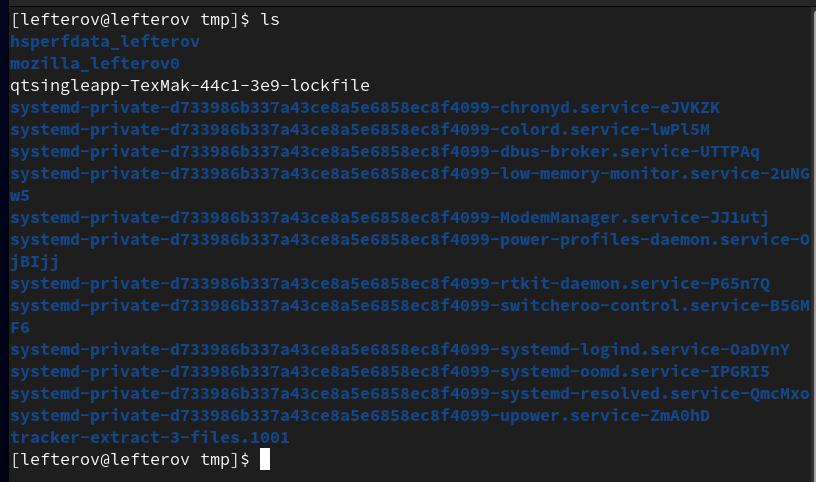 [lefterov@lefterov tmp]$ ls
hsperfdata_lefterov
mozilla_lefterov0
qtsingleapp-TexMak-44c1-3e9-lockfile
systemd-private-d733986b337a43ce8a5e6858ec8f4099-chronyd.service-eJVKZK
systemd-private-d733986b337a43ce8a5e6858ec8f4099-colord.service-lwPl5M
systemd-private-d733986b337a43ce8a5e6858ec8f4099-dbus-broker.service-UTTPAq
systemd-private-d733986b337a43ce8a5e6858ec8f4099-low-memory-monitor.service-2uNG
w5
systemd-private-d733986b337a43ce8a5e6858ec8f4099-ModemManager.service-JJ1utj
systemd-private-d733986b337a43ce8a5e6858ec8f4099-power-profiles-daemon.service-O
jBIjj
systemd-private-d733986b337a43ce8a5e6858ec8f4099-rtkit-daemon.service-P65n7Q
systemd-private-d733986b337a43ce8a5e6858ec8f4099-switcheroo-control.service-B56M
F6
systemd-private-d733986b337a43ce8a5e6858ec8f4099-systemd-logind.service-OaDYnY
systemd-private-d733986b337a43ce8a5e6858ec8f4099-systemd-oomd.service-IPGRI5
systemd-private-d733986b337a43ce8a5e6858ec8f4099-systemd-resolved.service-QmcMxo
systemd-private-d733986b337a43ce8a5e6858ec8f4099-upower.service-ZmA0hD
tracker-extract-3-files.1001
[lefterov@lefterov tmp]$